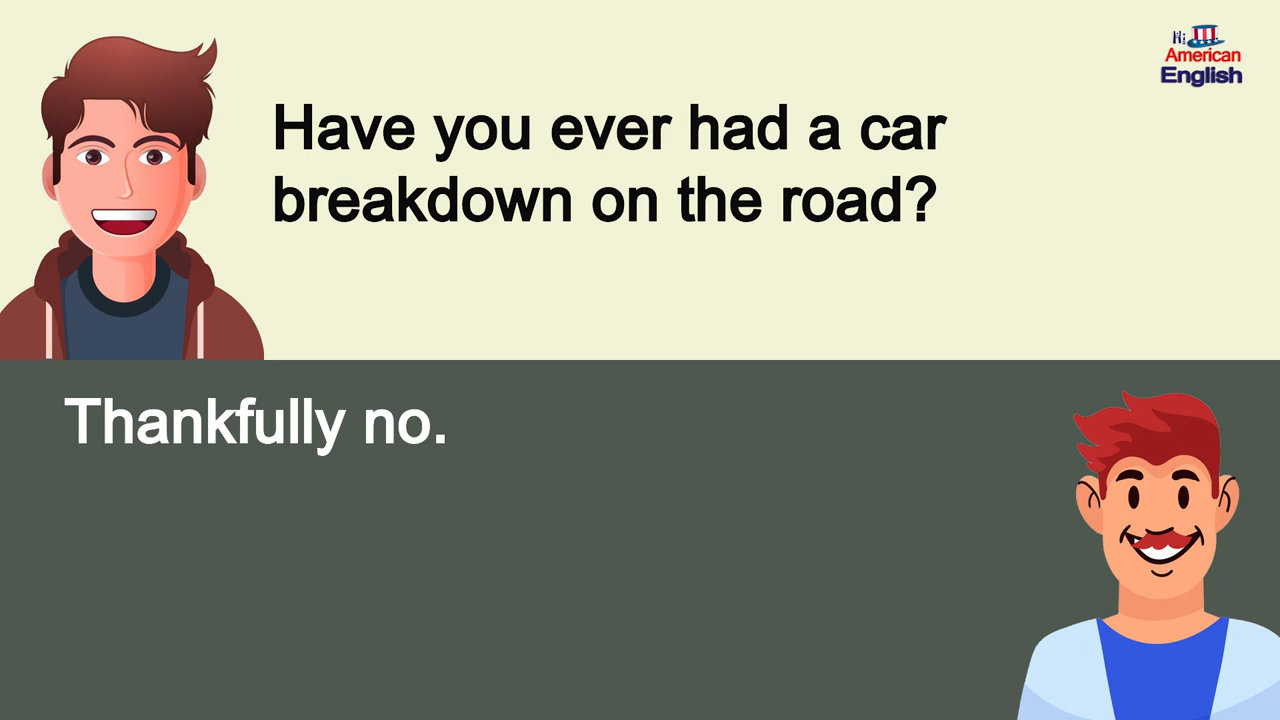 Hi
American
English
Have you ever had a car
breakdown on the road?
Thankfully no.